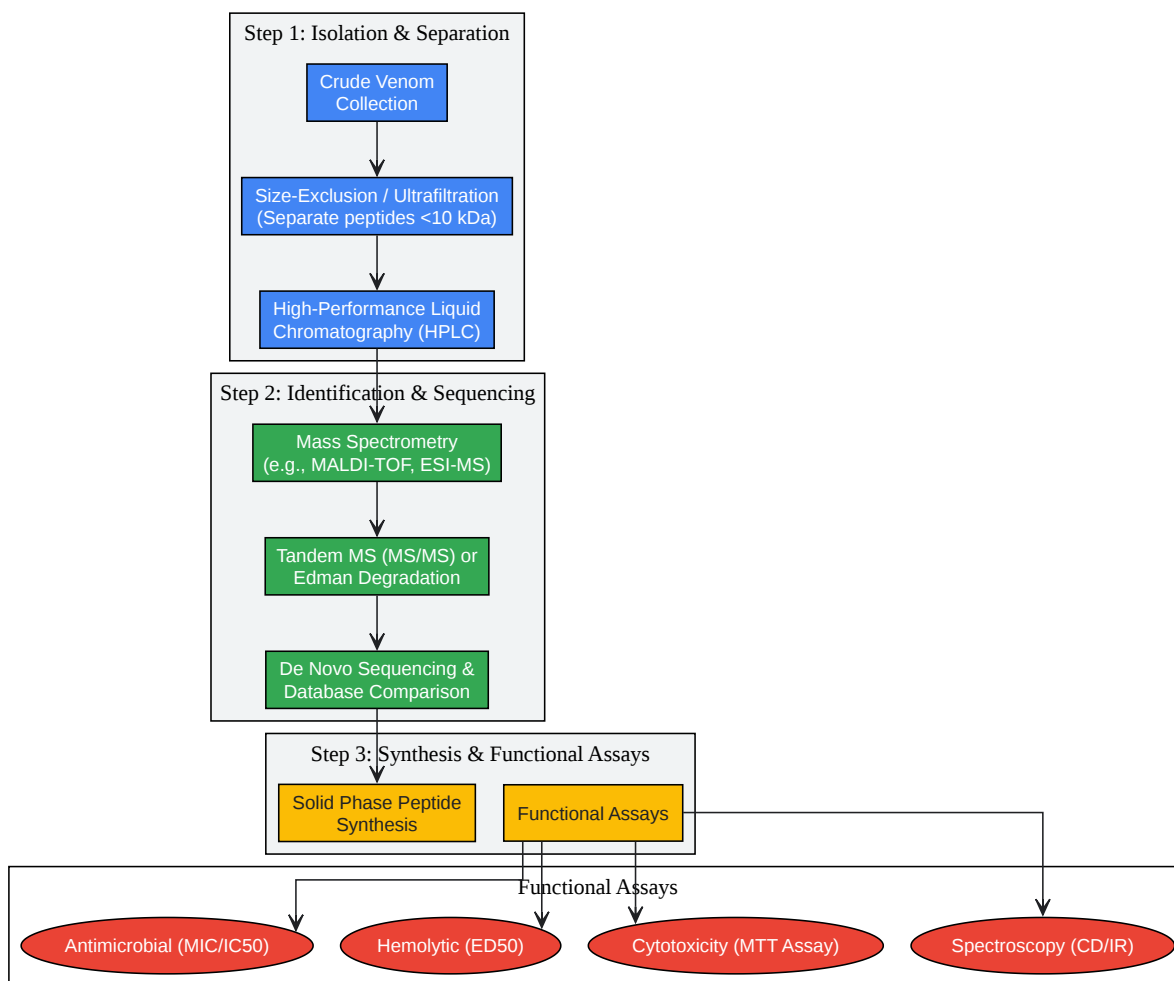 Step 1: Isolation & Separation
Crude Venom
Collection
Size-Exclusion / Ultrafiltration
(Separate peptides <10 kDa)
High-Performance Liquid
Chromatography (HPLC)
Step 2: Identification & Sequencing
Mass Spectrometry
(e.g., MALDI-TOF, ESI-MS)
Tandem MS (MS/MS) or
Edman Degradation
De Novo Sequencing &
Database Comparison
Step 3: Synthesis & Functional Assays
Solid Phase Peptide
Synthesis
Functional Assays
Functional Assays
Antimicrobial (MIC/IC50)
Hemolytic (ED50)
Cytotoxicity (MTT Assay)
Spectroscopy (CD/IR)